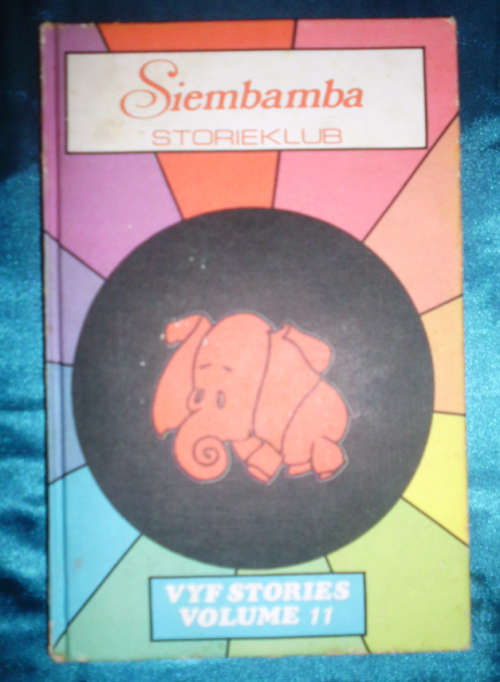 Siembamba
STORIEKLUB
VYF STORIES
VOLUME 11